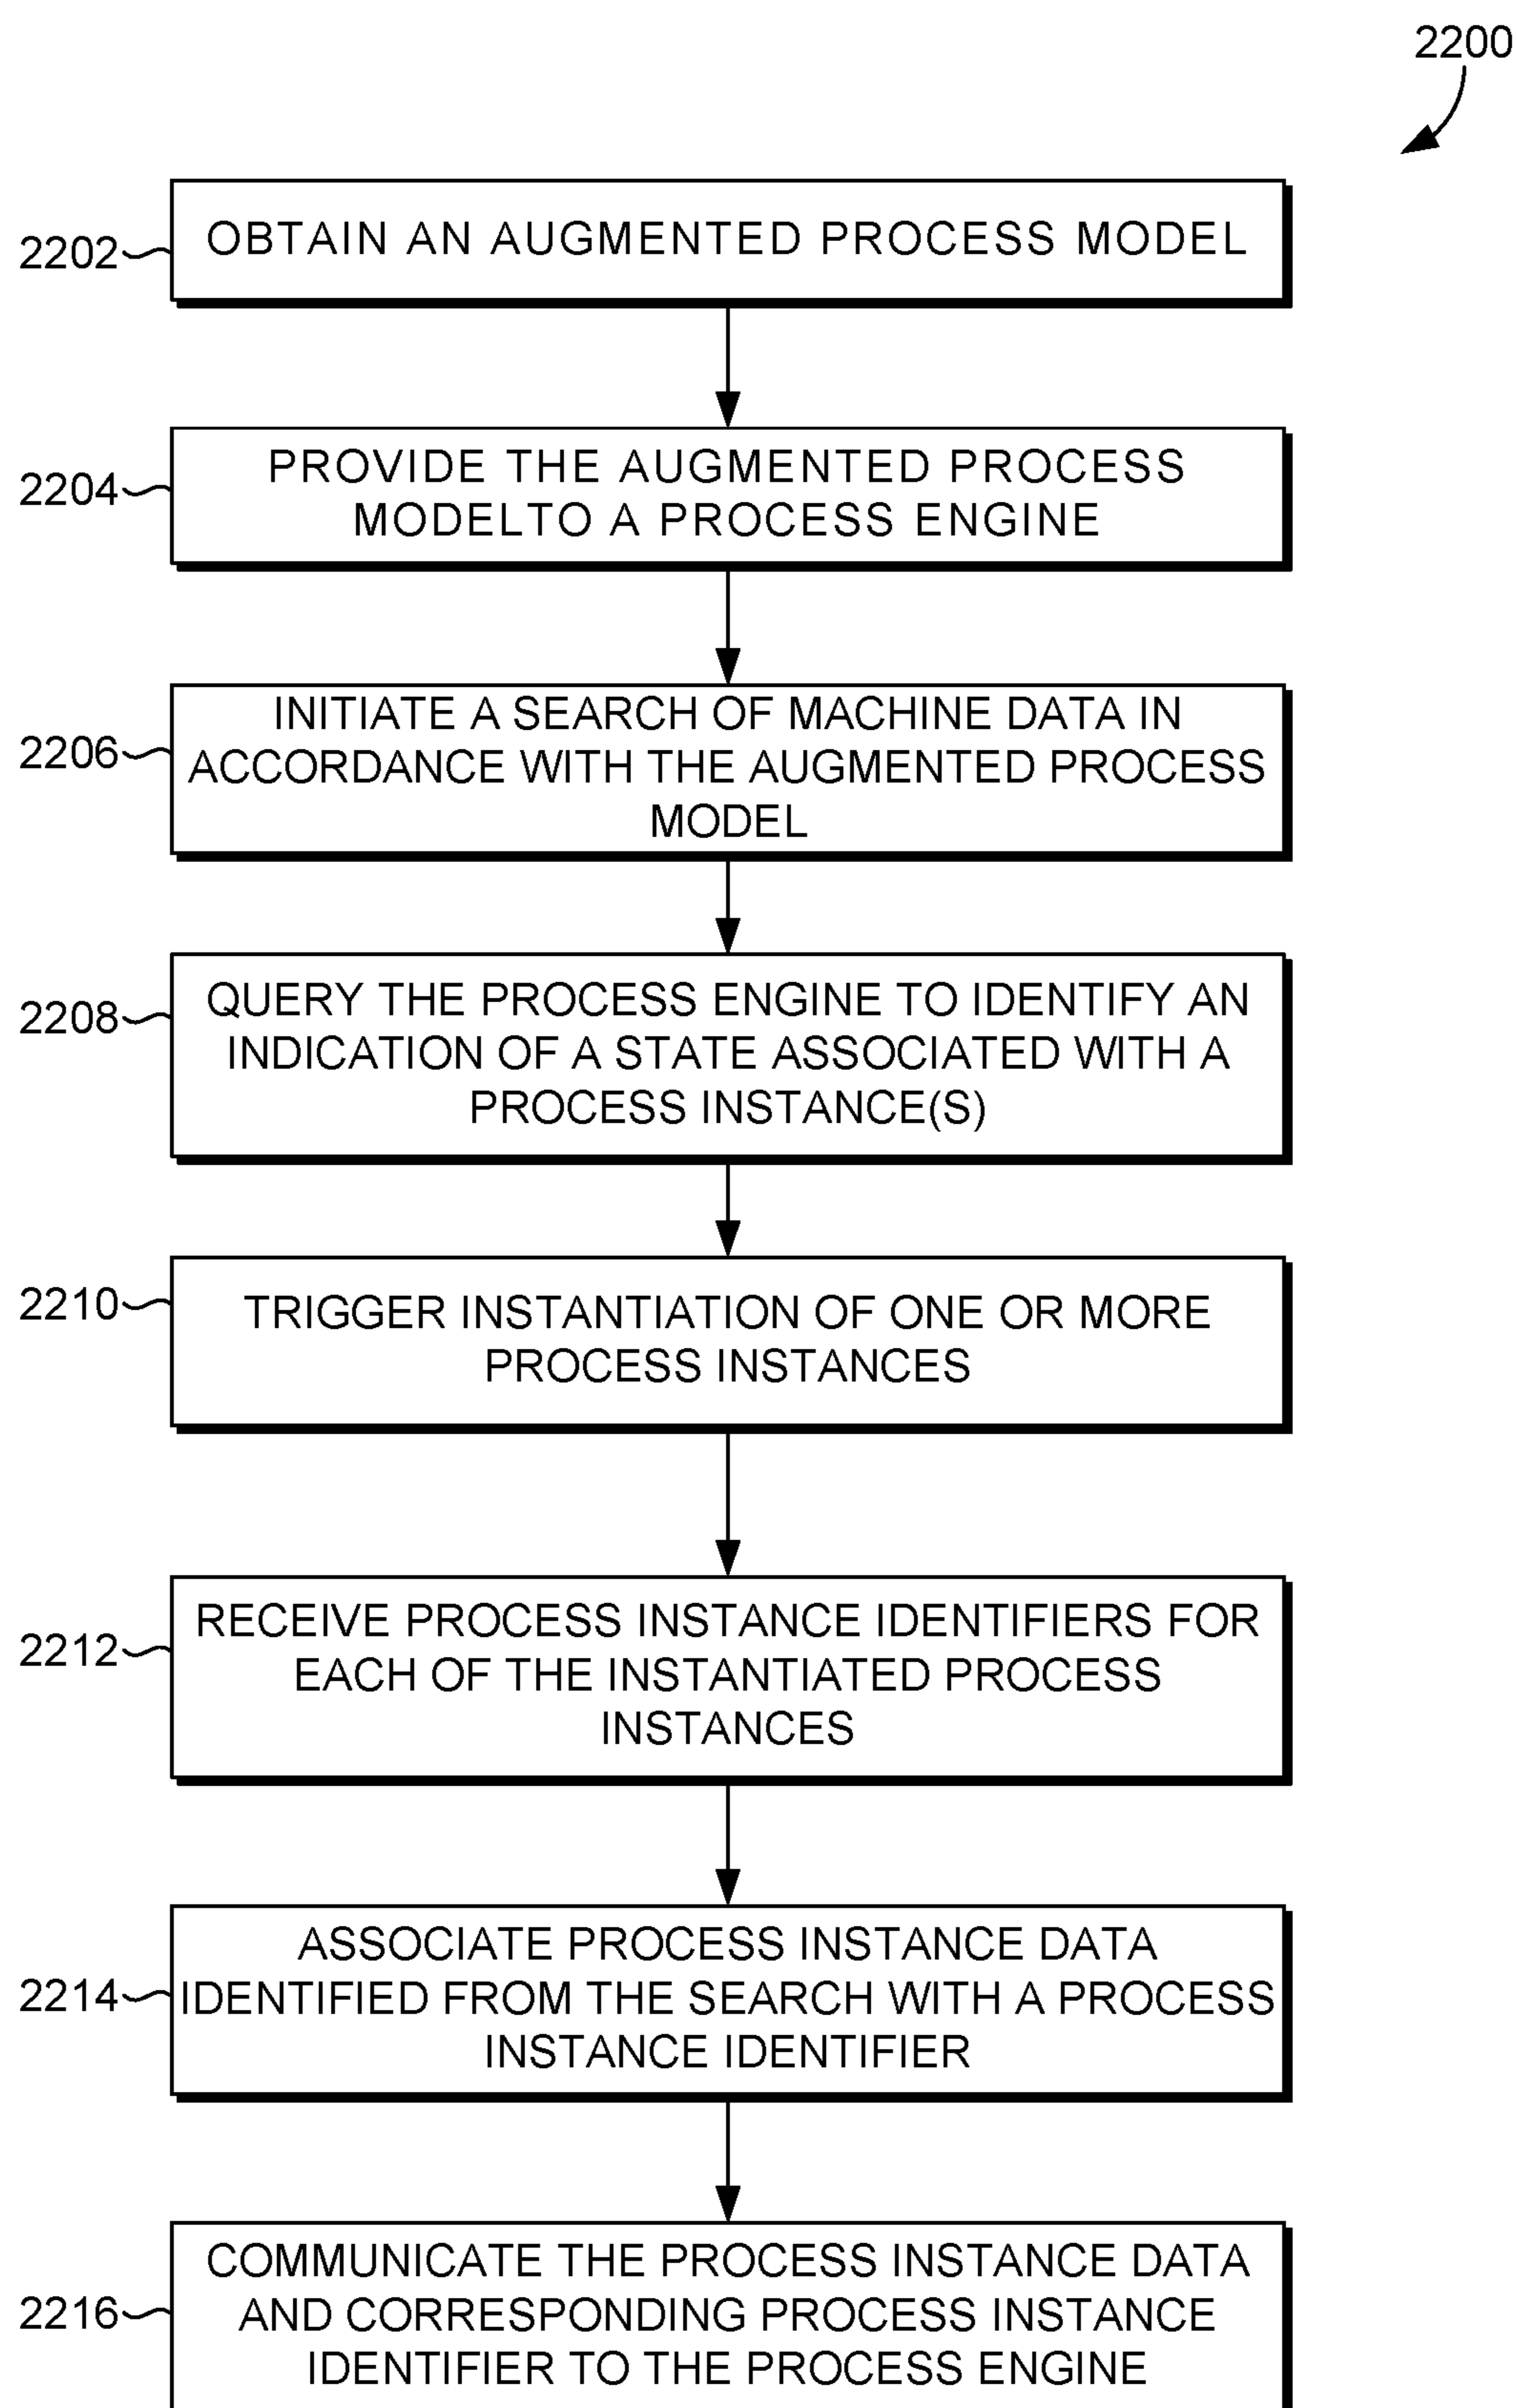 2200
2202
OBTAIN AN AUGMENTED PROCESS MODEL
2204
PROVIDE THE AUGMENTED PROCESS
MODELTO A PROCESS ENGINE
2206
INITIATE A SEARCH OF MACHINE DATA IN
ACCORDANCE WITH THE AUGMENTED PROCESS
MODEL
2208
QUERY THE PROCESS ENGINE TO IDENTIFY AN
INDICATION OF A STATE ASSOCIATED WITH A
PROCESS INSTANCE(S)
2210
TRIGGER INSTANTIATION OF ONE OR MORE
PROCESS INSTANCES
2212
RECEIVE PROCESS INSTANCE IDENTIFIERS FOR
EACH OF THE INSTANTIATED PROCESS
INSTANCES
2214
ASSOCIATE PROCESS INSTANCE DATA
IDENTIFIED FROM THE SEARCH WITH A PROCESS
INSTANCE IDENTIFIER
2216
COMMUNICATE THE PROCESS INSTANCE DATA
AND CORRESPONDING PROCESS INSTANCE
IDENTIFIER TO THE PROCESS ENGINE